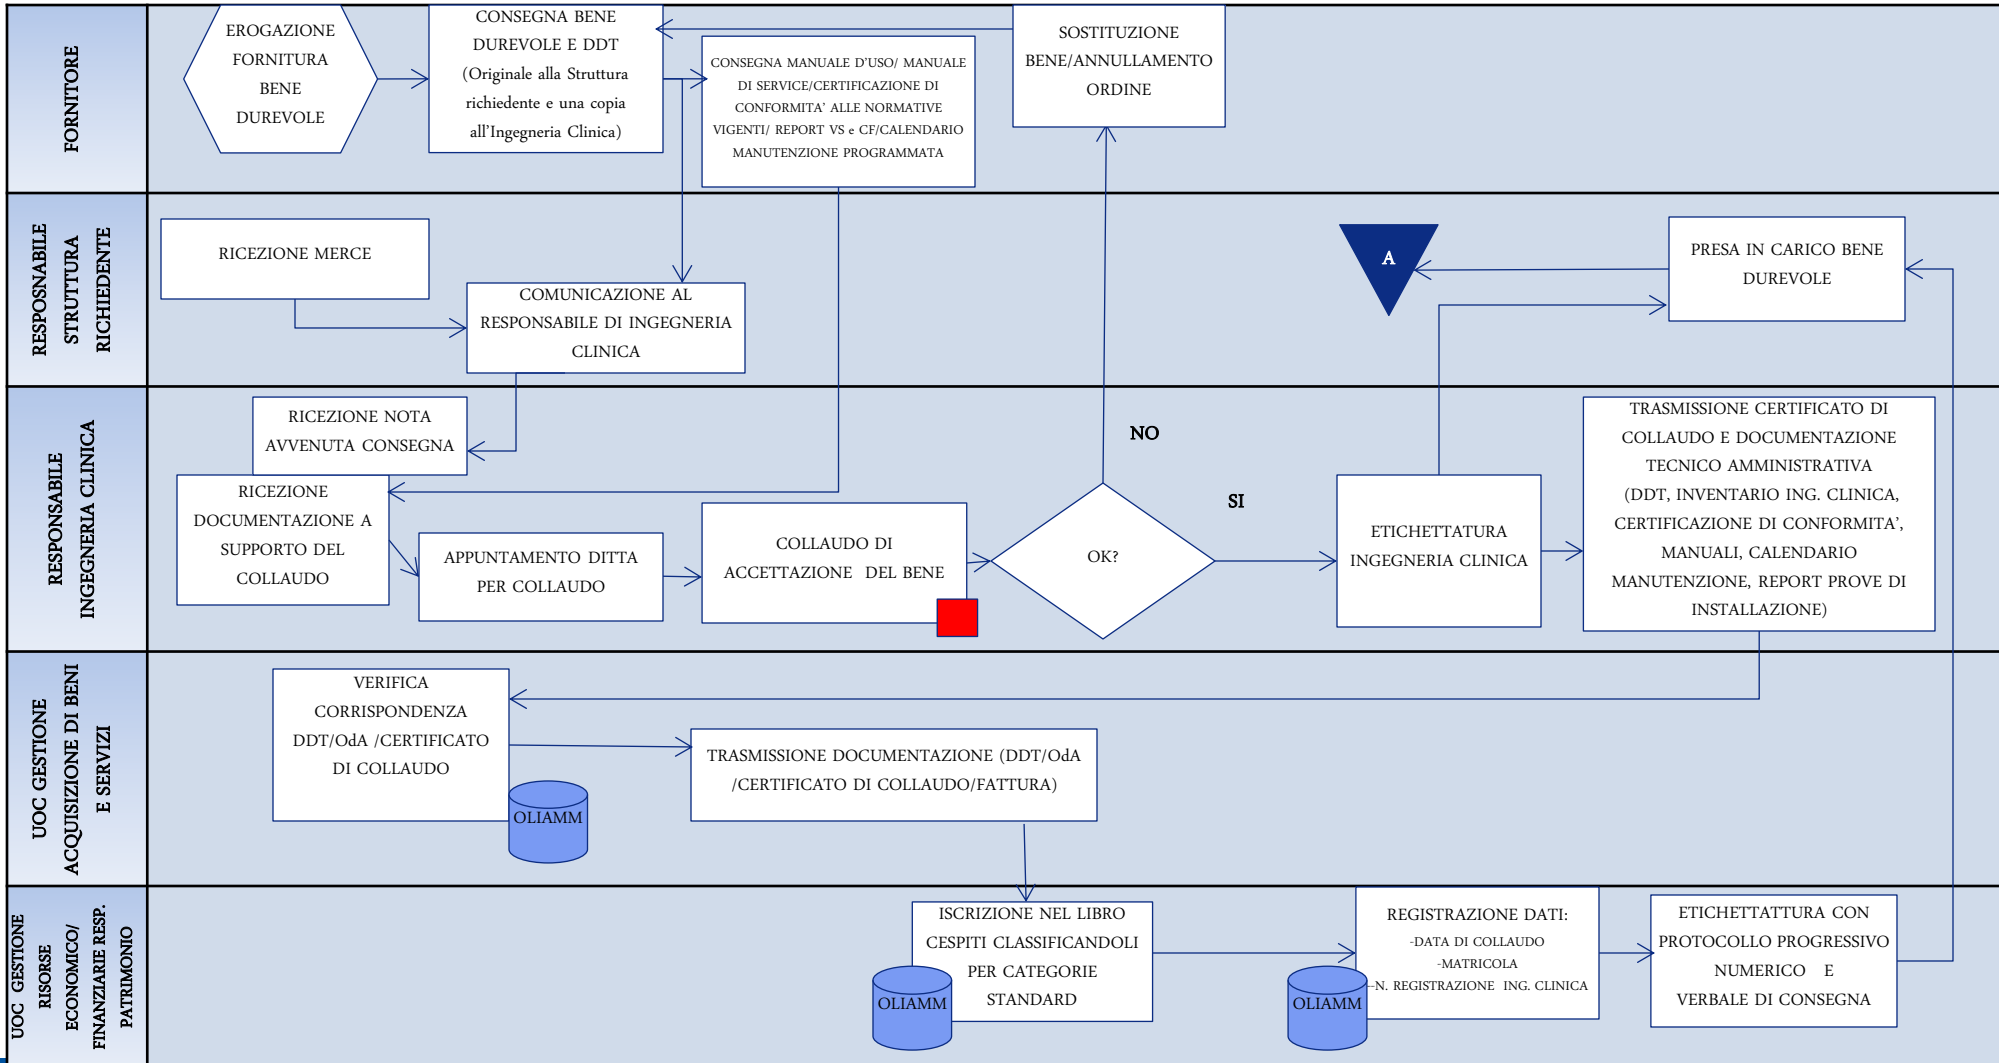 FORNITORE
EROGAZIONE
FORNITURA
BENE
DUREVOLE
CONSEGNA BENE
DUREVOLE E DDT
(Originale alla Struttura
richiedente e una copia
all'Ingegneria Clinica)
CONSEGNA MANUALE D'USO/ MANUALE
DI SERVICE/CERTIFICAZIONE DI
CONFORMITA' ALLE NORMATIVE
VIGENTI/ REPORT VS e CF/CALENDARIO
MANUTENZIONE PROGRAMMATA
SOSTITUZIONE
BENE/ANNULLAMENTO
ORDINE
RESPOSNABILE
STRUTTURA
RICHIEDENTE
RICEZIONE MERCE
COMUNICAZIONE AL
RESPONSABILE DI INGEGNERIA
CLINICA
A
PRESA IN CARICO BENE
DUREVOLE
RESPONSABILE
INGEGNERIA CLINICA
RICEZIONE NOTA
AVVENUTA CONSEGNA
RICEZIONE
DOCUMENTAZIONE A
SUPPORTO DEL
COLLAUDO
APPUNTAMENTO DITTA
PER COLLAUDO
COLLAUDO DI
ACCETTAZIONE DEL BENE
OK?
NO
SI
ETICHETTATURA
INGEGNERIA CLINICA
TRASMISSIONE CERTIFICATO DI
COLLAUDO E DOCUMENTAZIONE
TECNICO AMMINISTRATIVA
(DDT, INVENTARIO ING. CLINICA,
CERTIFICAZIONE DI CONFORMITA',
MANUALI, CALENDARIO
MANUTENZIONE, REPORT PROVE DI
INSTALLAZIONE)
UOC GESTIONE
ACQUISIZIONE DI BENI
E SERVIZI
VERIFICA
CORRISPONDENZA
DDT/OdA /CERTIFICATO
DI COLLAUDO
OLIAMM
TRASMISSIONE DOCUMENTAZIONE (DDT/OdA
/CERTIFICATO DI COLLAUDO/FATTURA)
UOC GESTIONE
RISORSE
ECONOMICO/
FINANZIARIE RESP.
PATRIMONIO
ISCRIZIONE NEL LIBRO
CESPITI CLASSIFICANDOLI
PER CATEGORIE
STANDARD
OLIAMM
REGISTRAZIONE DATI:
-DATA DI COLLAUDO
-MATRICOLA
--N. REGISTRAZIONE ING. CLINICA
OLIAMM
ETICHETTATTURA CON
PROTOCOLLO PROGRESSIVO
NUMERICO E
VERBALE DI CONSEGNA